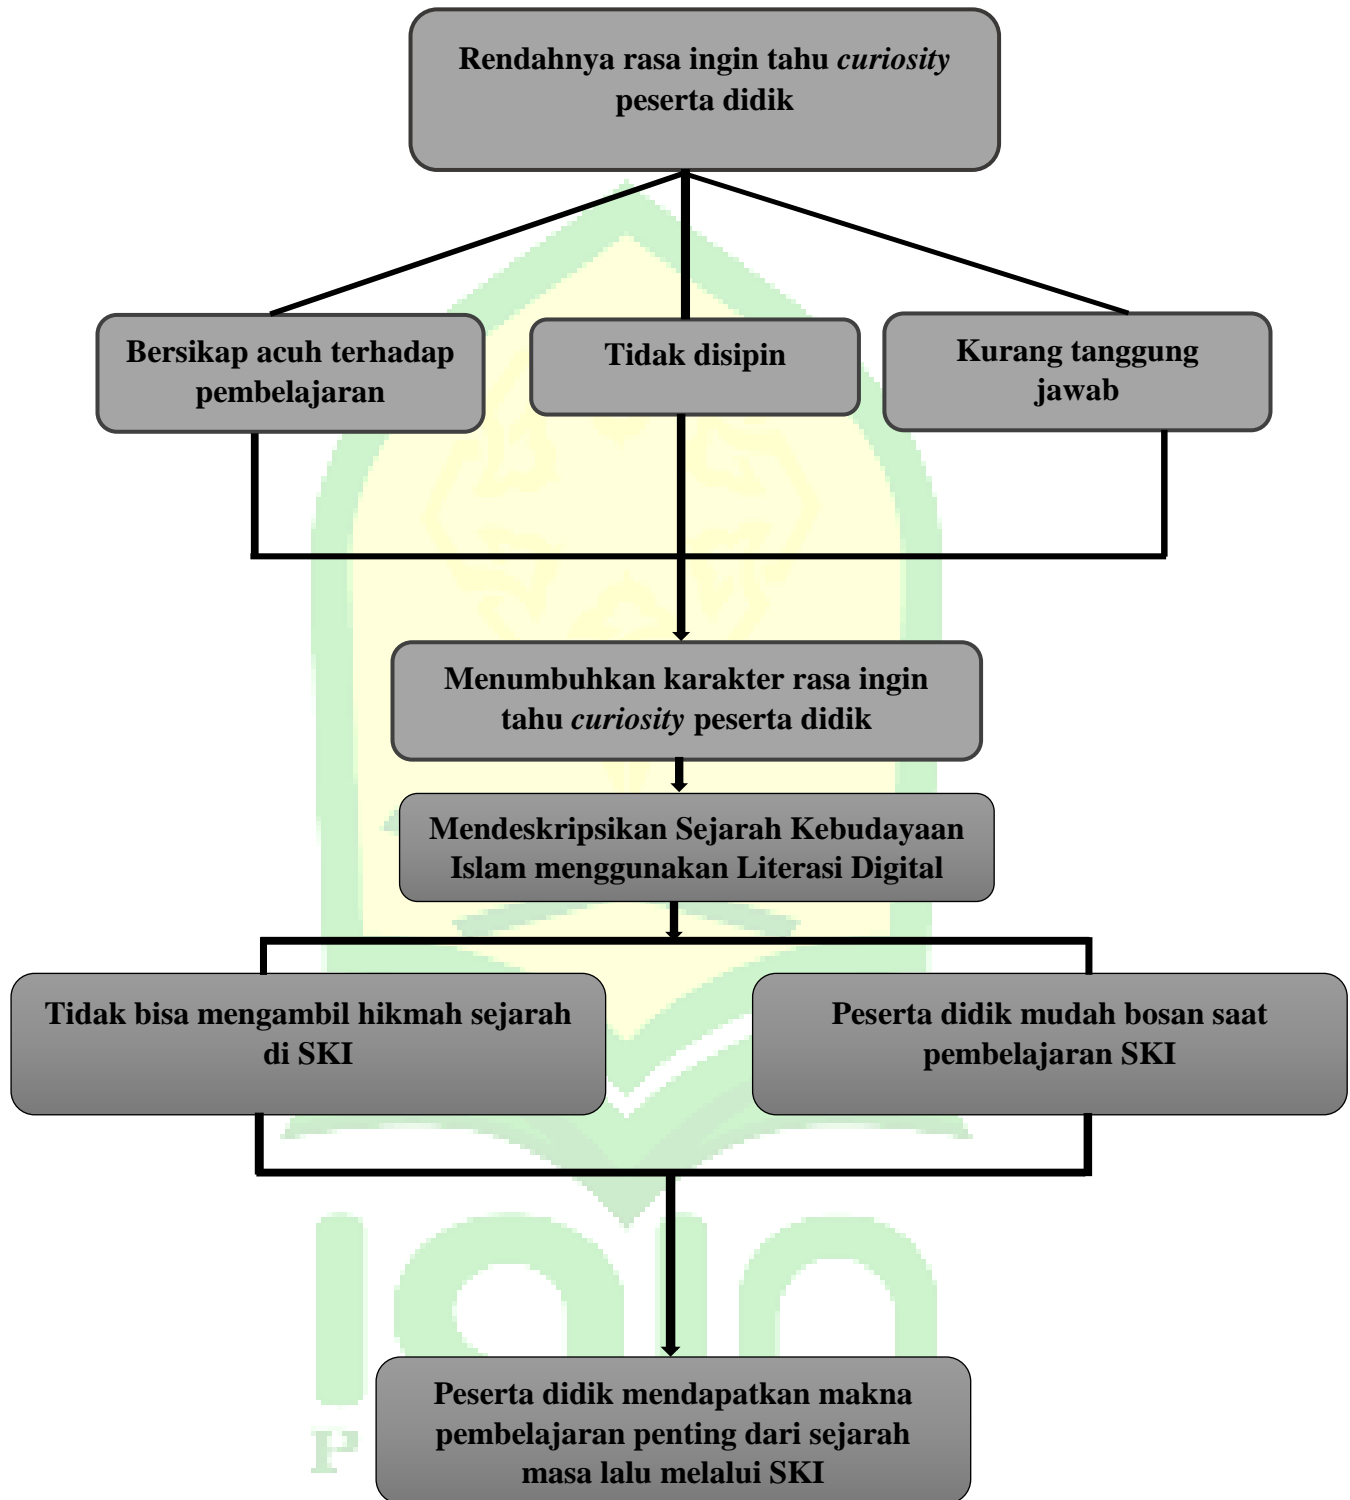 Rendahnya rasa ingin tahu curiosity
peserta didik
Bersikap acuh terhadap
pembelajaran
Tidak disipin
Kurang tanggung
jawab
Menumbuhkan karakter rasa ingin
tahu curiosity peserta didik
Mendeskripsikan Sejarah Kebudayaan
Islam menggunakan Literasi Digital
Tidak bisa mengambil hikmah sejarah
di SKI
Peserta didik mudah bosan saat
pembelajaran SKI
Peserta didik mendapatkan makna
pembelajaran penting dari sejarah
masa lalu melalui SKI